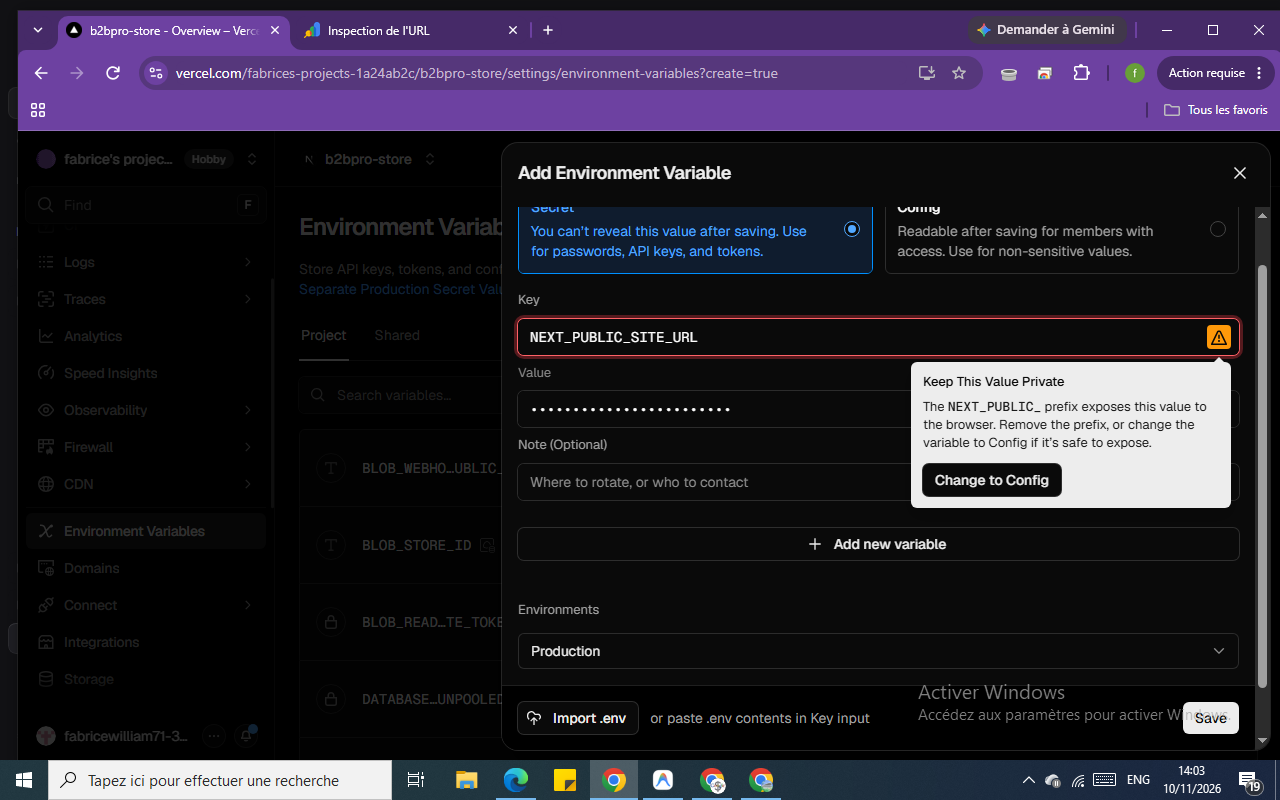 b2bpro-store - Overview – Verc
Inspection de l'URL
Demander à Gemini
vercel.com/fabrices-projects-1a24ab2c/b2bpro-store/settings/environment-variables?create=true
f
Action requise
Tous les favoris
fabrice's projec...
Hobby
b2bpro-store
Find
F
Logs
Traces
Analytics
Speed Insights
Observability
Firewall
CDN
Environment Variables
Domains
Connect
Integrations
Storage
fabricewilliam71-3...
Environment Variab
Store API keys, tokens, and conf
Separate Production Secret Valu
Project
Shared
Search variables...
BLOB_WEBHO…UBLIC_
BLOB_STORE_ID
BLOB_READ…TE_TOKE
DATABASE…UNPOOLED
Add Environment Variable
Secret
You can't reveal this value after saving. Use
for passwords, API keys, and tokens.
Config
Readable after saving for members with
access. Use for non-sensitive values.
Key
NEXT_PUBLIC_SITE_URL
Value
••••••••••••••••••••••••
Keep This Value Private
The NEXT_PUBLIC_ prefix exposes this value to
the browser. Remove the prefix, or change the
variable to Config if it's safe to expose.
Change to Config
Note (Optional)
Where to rotate, or who to contact
Add new variable
Environments
Production
Import .env
or paste .env contents in Key input
Save
Activer Windows
Accédez aux paramètres pour activer Windows.
Tapez ici pour effectuer une recherche
ENG
14:03
10/11/2026
19